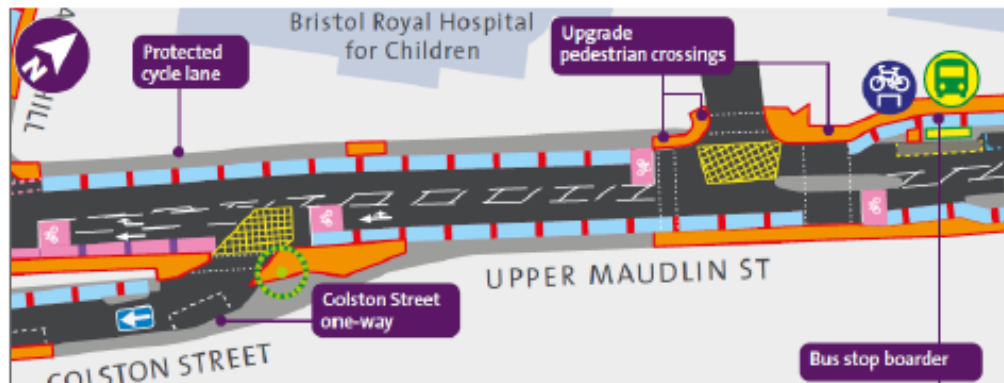 Bristol Royal Hospital
for Children
Protected
cycle lane
Upgrade
pedestrian crossings
N
HILL
UPPER MAUDLIN ST
Colston Street
one-way
COLSTON STREET
Bus stop boarder